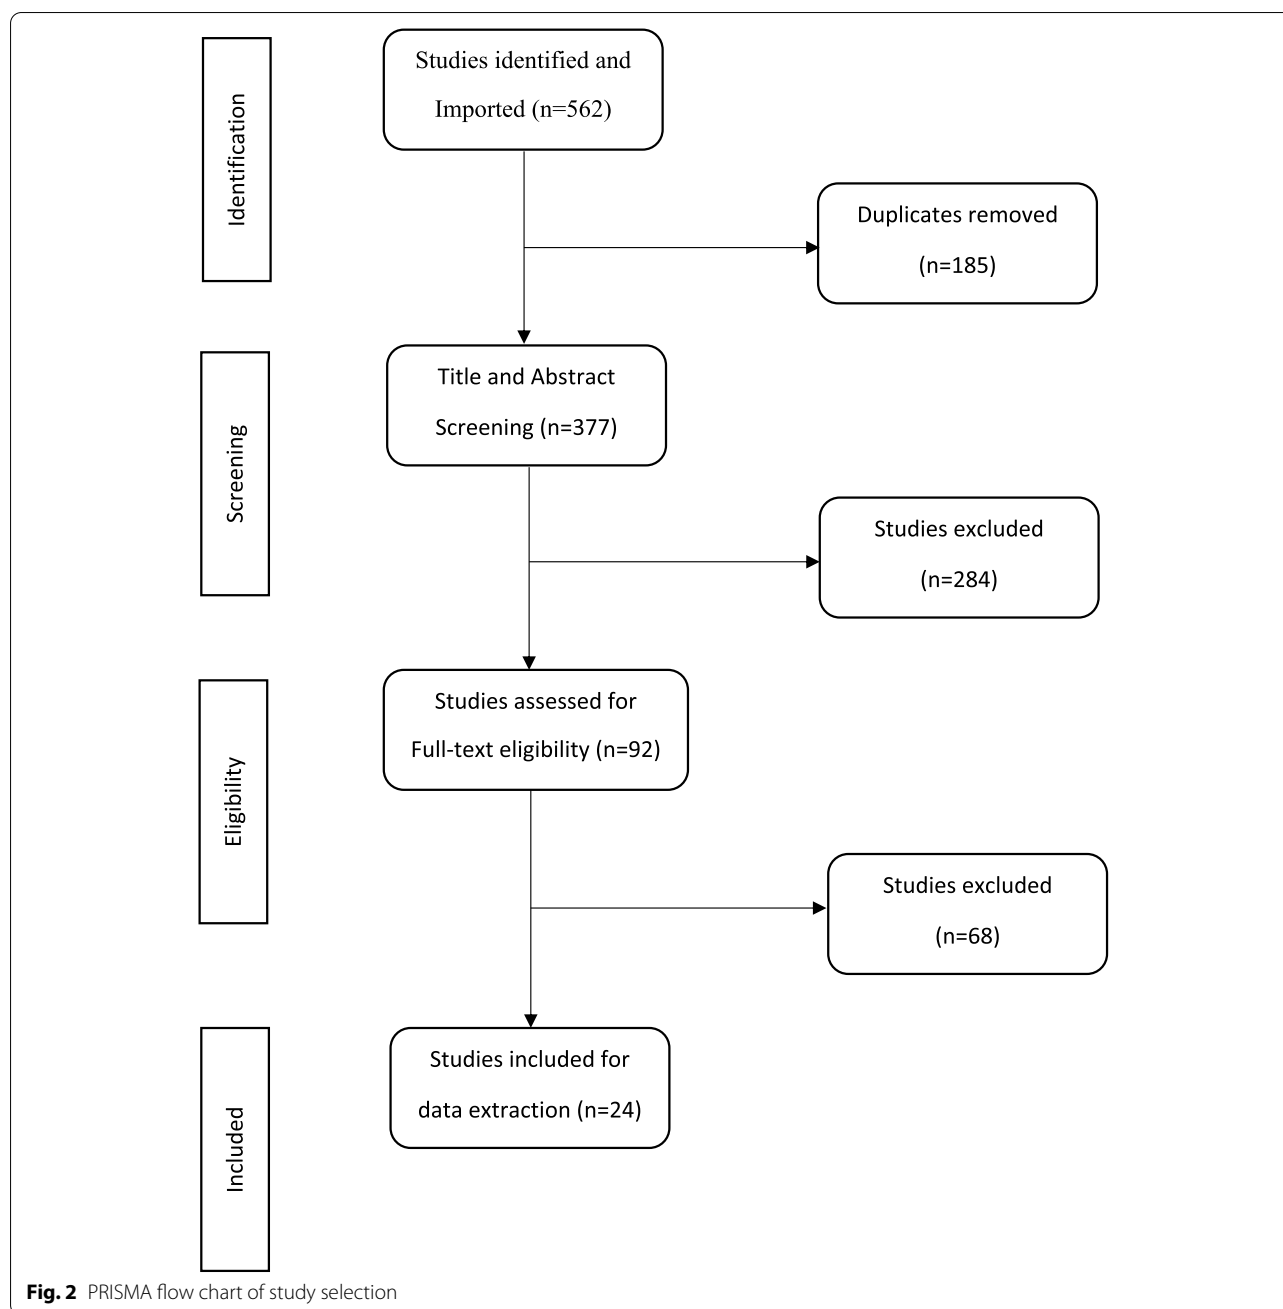 Identification
Studies identified and
Imported (n=562)
Duplicates removed
(n=185)
Screening
Title and Abstract
Screening (n=377)
Studies excluded
(n=284)
Eligibility
Studies assessed for
Full-text eligibility (n=92)
Studies excluded
(n=68)
Included
Studies included for
data extraction (n=24)
Fig. 2 PRISMA flow chart of study selection